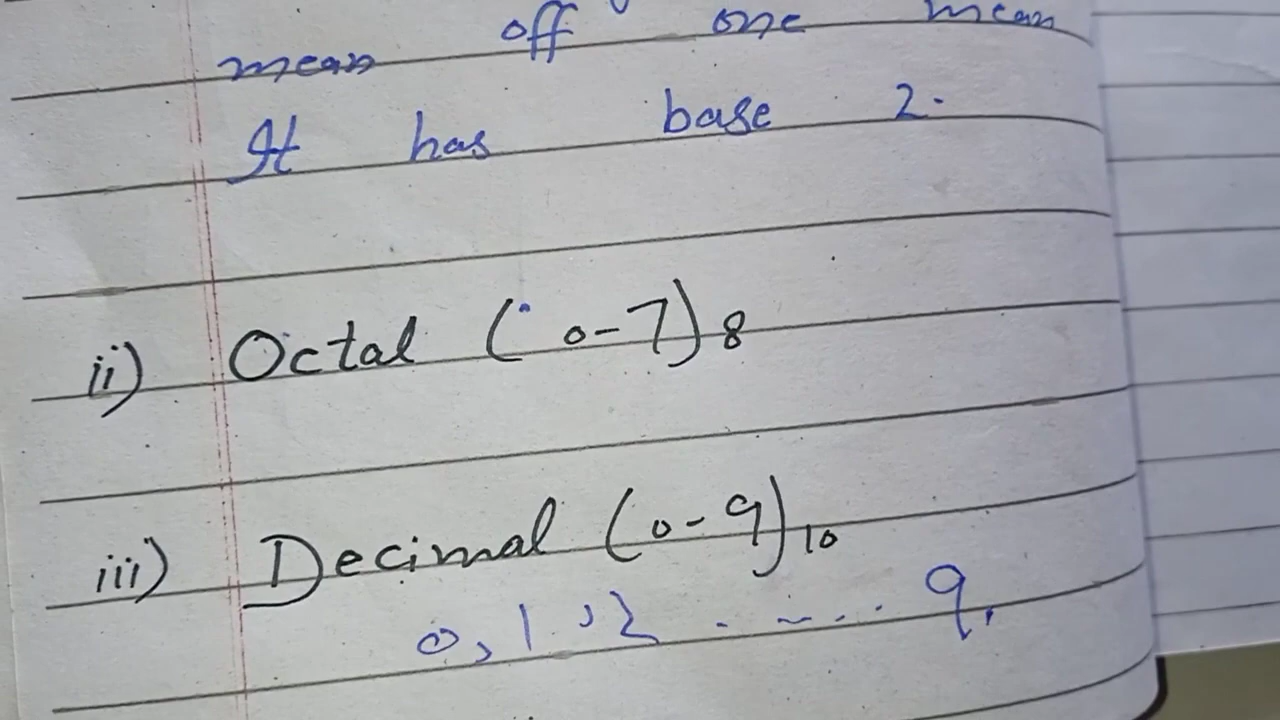 mean off one mean
It has base 2.
ii) Octal (0-7)8
iii) Decimal (0-9)10
0, 1, 2 ------ 9,